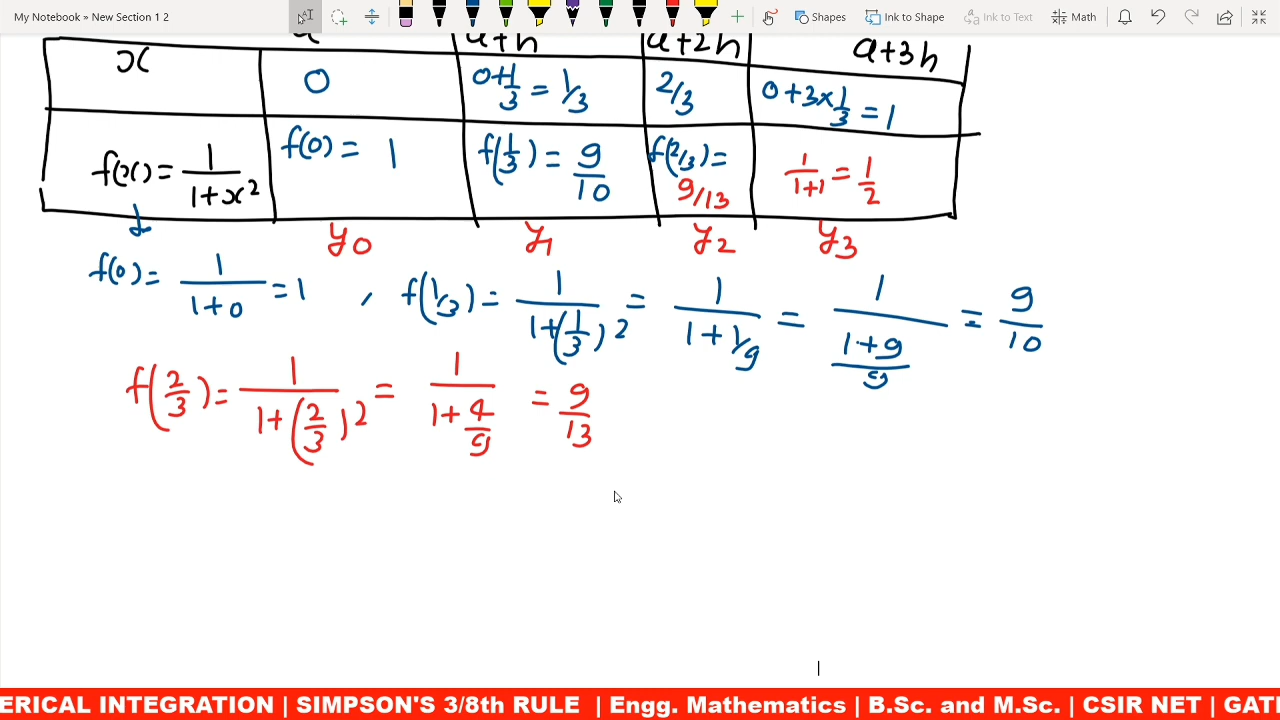 My Notebook » New Section 1 2
Shapes Ink to Shape Ink to Text Math
a a+h a+2h a+3h
x 0 0+1/3 = 1/3 2/3 0+3×1/3 = 1
f(x) = 1/(1+x²) f(0) = 1 f(1/3) = 9/10 f(2/3) = 9/13 1/(1+1) = 1/2
y0 y1 y2 y3
f(0) = 1/(1+0) = 1 , f(1/3) = 1/(1+(1/3)2) = 1/(1+1/9) = 1/((1+9)/9) = 9/10
f(2/3) = 1/(1+(2/3)2) = 1/(1+4/9) = 9/13
ERICAL INTEGRATION | SIMPSON'S 3/8th RULE | Engg. Mathematics | B.Sc. and M.Sc. | CSIR NET | GATE